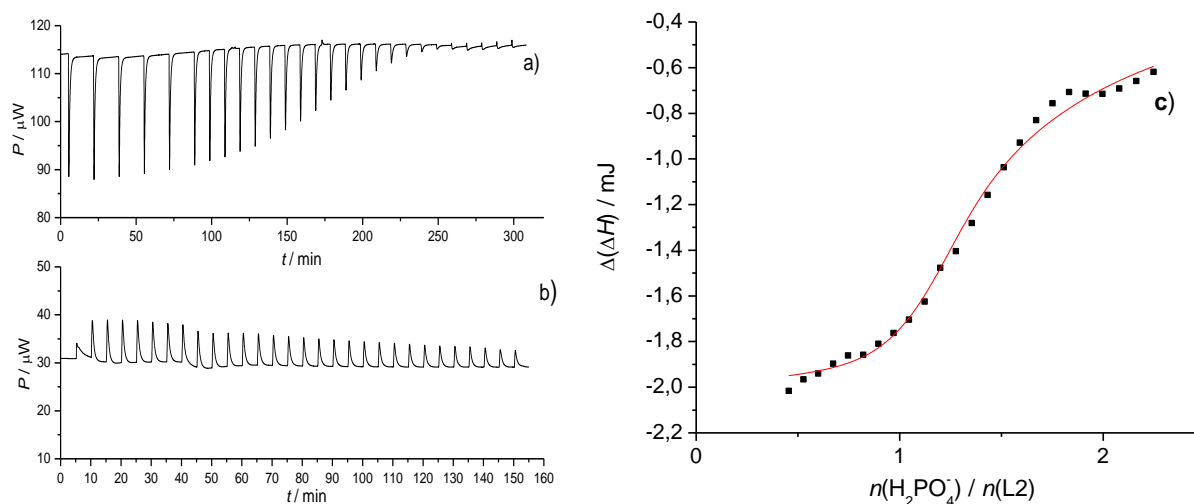 120
110
100
90
80
P / μW
a)
0 50 100 150 200 250 300
t / min
50
40
30
20
10
P / μW
b)
0 10 20 30 40 50 60 70 80 90 100 110 120 130 140 150 160
t / min
-0,4
-0,6
-0,8
-1,0
-1,2
-1,4
-1,6
-1,8
-2,0
-2,2
Δ(ΔH) / mJ
c)
0 1 2
n(H₂PO₄⁻) / n(L2)